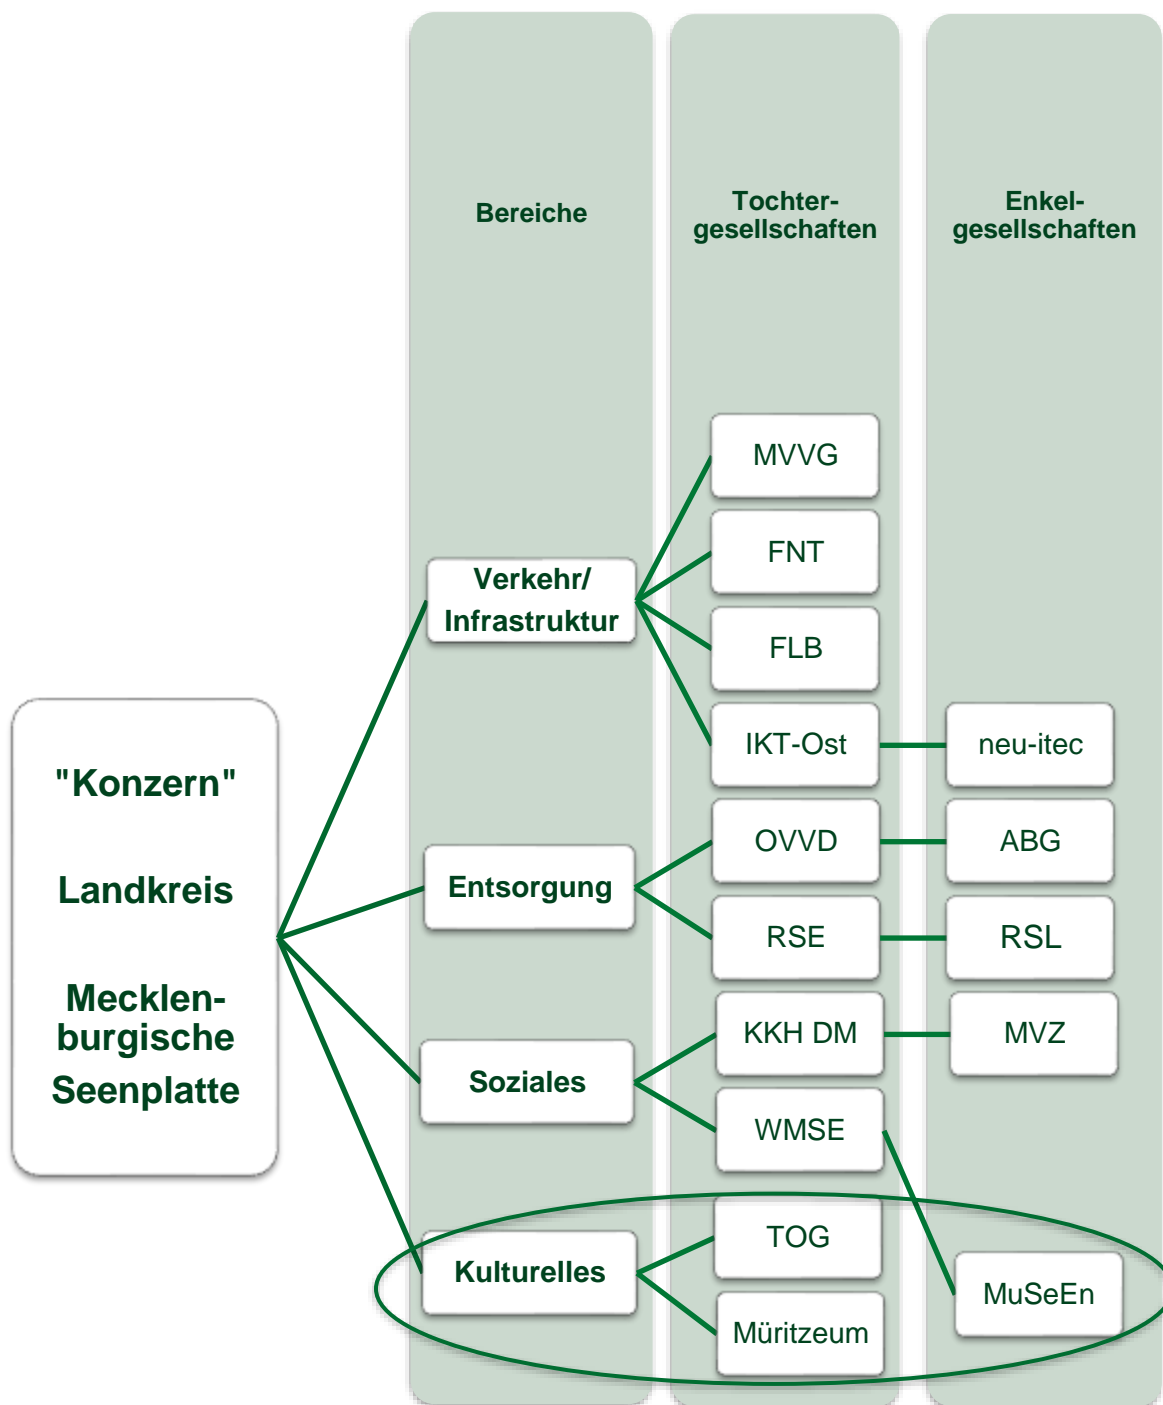 Bereiche
Tochter-
gesellschaften
Enkel-
gesellschaften
"Konzern"
Landkreis
Mecklen-
burgische
Seenplatte
Verkehr/
Infrastruktur
Entsorgung
Soziales
Kulturelles
MVVG
FNT
FLB
IKT-Ost
OVVD
RSE
KKH DM
WMSE
TOG
Müritzeum
neu-itec
ABG
RSL
MVZ
MuSeEn